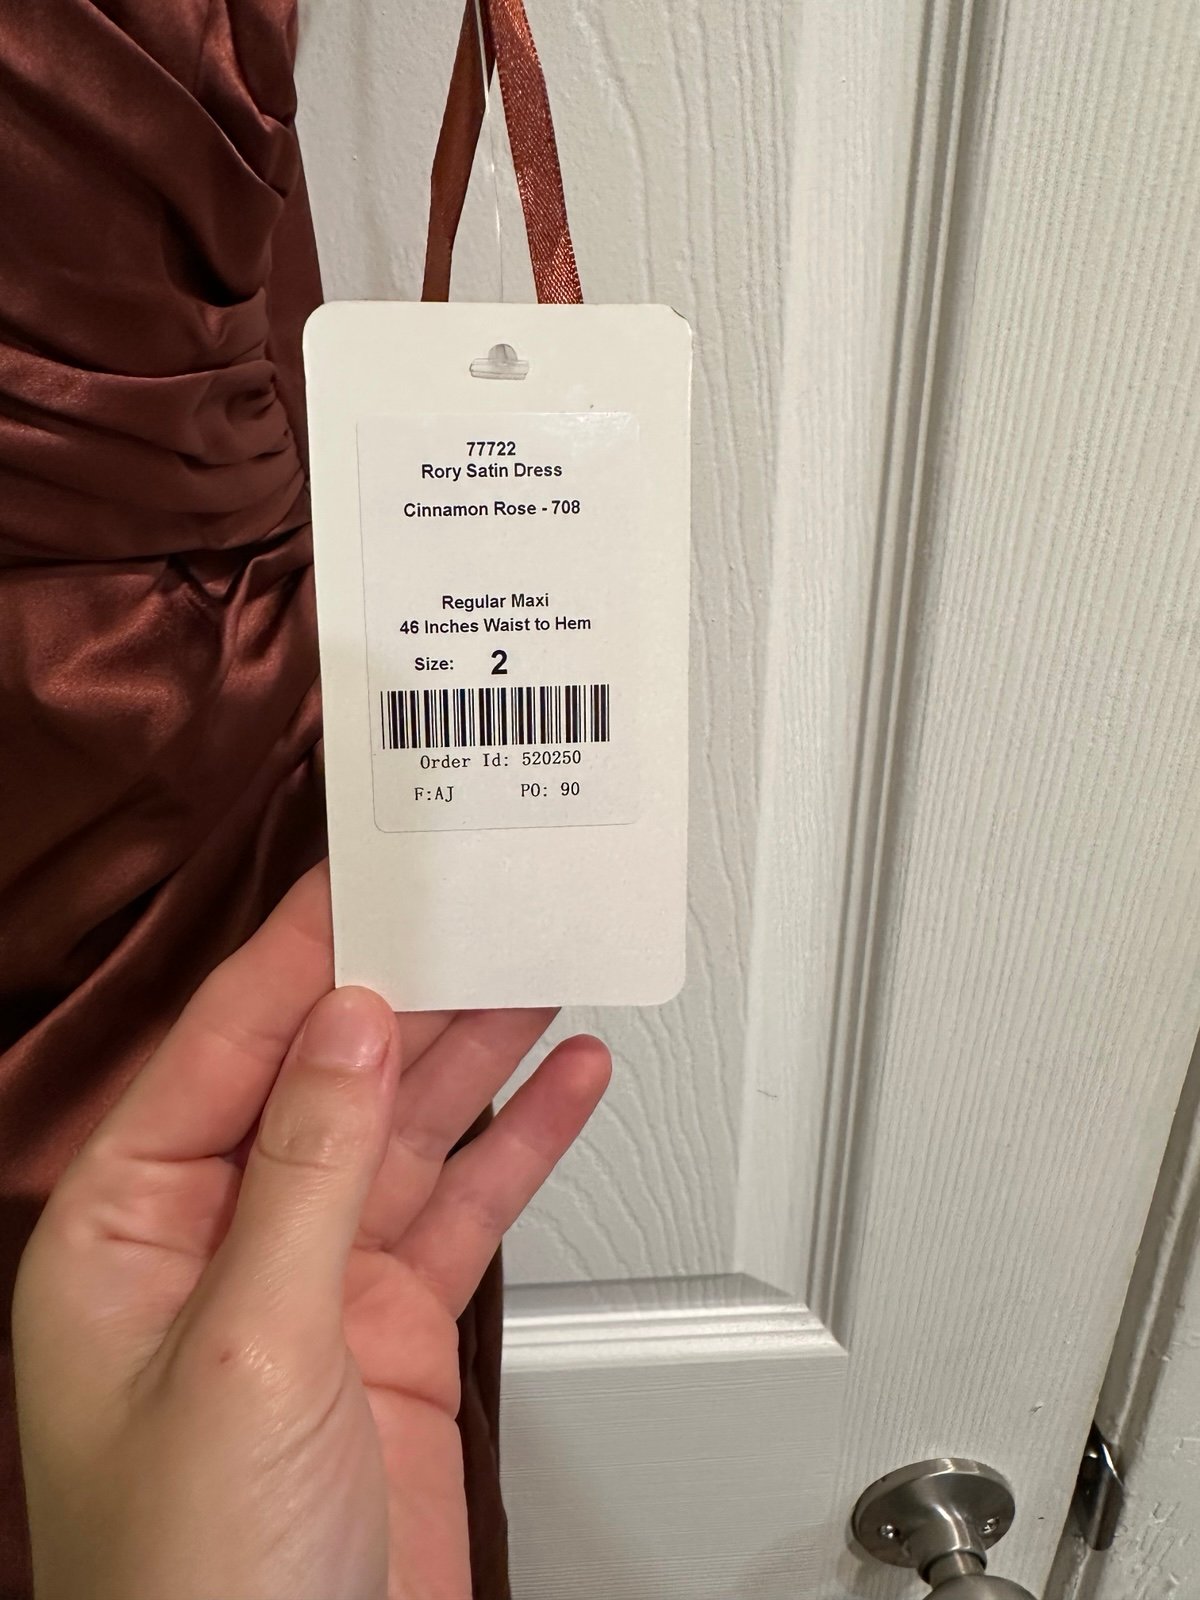 77722
Rory Satin Dress
Cinnamon Rose - 708
Regular Maxi
46 Inches Waist to Hem
Size: 2
Order Id: 520250
F:AJ PO: 90